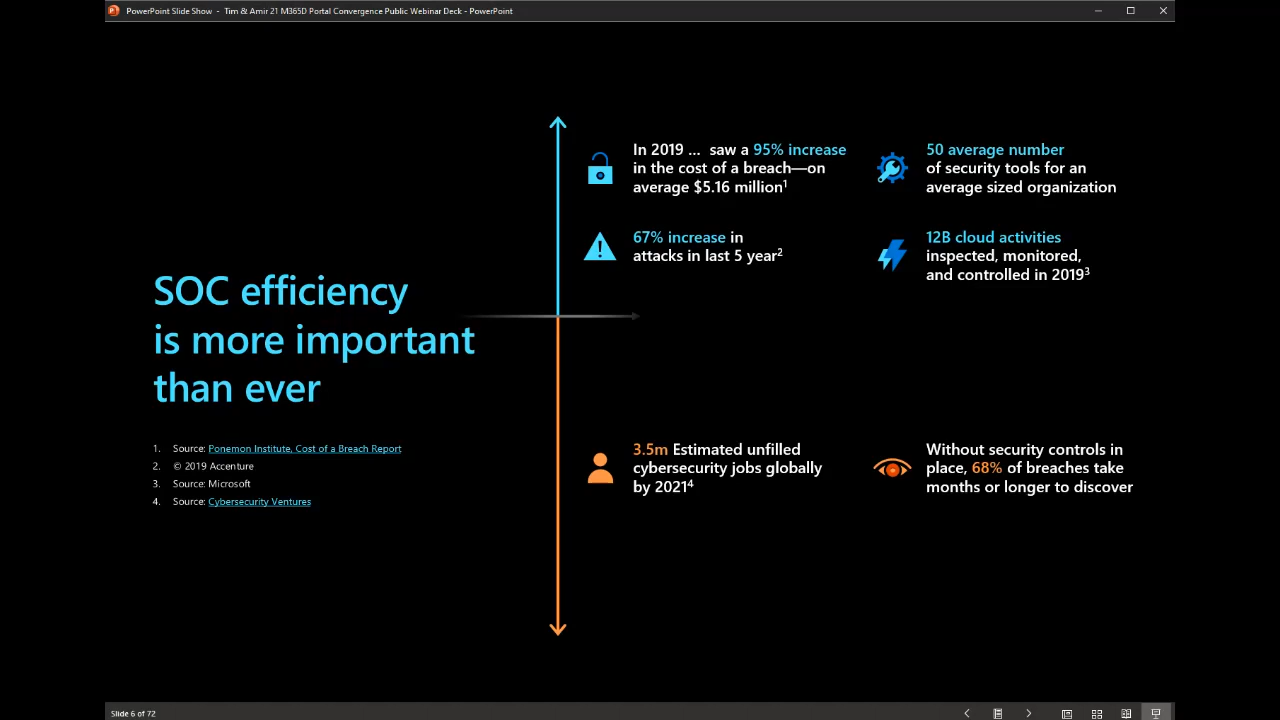 PowerPoint Slide Show - Tim & Amir 21 M365D Portal Convergence Public Webinar Deck - PowerPoint
SOC efficiency
is more important
than ever
1. Source: Ponemon Institute, Cost of a Breach Report
2. © 2019 Accenture
3. Source: Microsoft
4. Source: Cybersecurity Ventures
In 2019 ... saw a 95% increase
in the cost of a breach—on
average $5.16 million1
50 average number
of security tools for an
average sized organization
67% increase in
attacks in last 5 year2
12B cloud activities
inspected, monitored,
and controlled in 20193
3.5m Estimated unfilled
cybersecurity jobs globally
by 20214
Without security controls in
place, 68% of breaches take
months or longer to discover
Slide 6 of 72